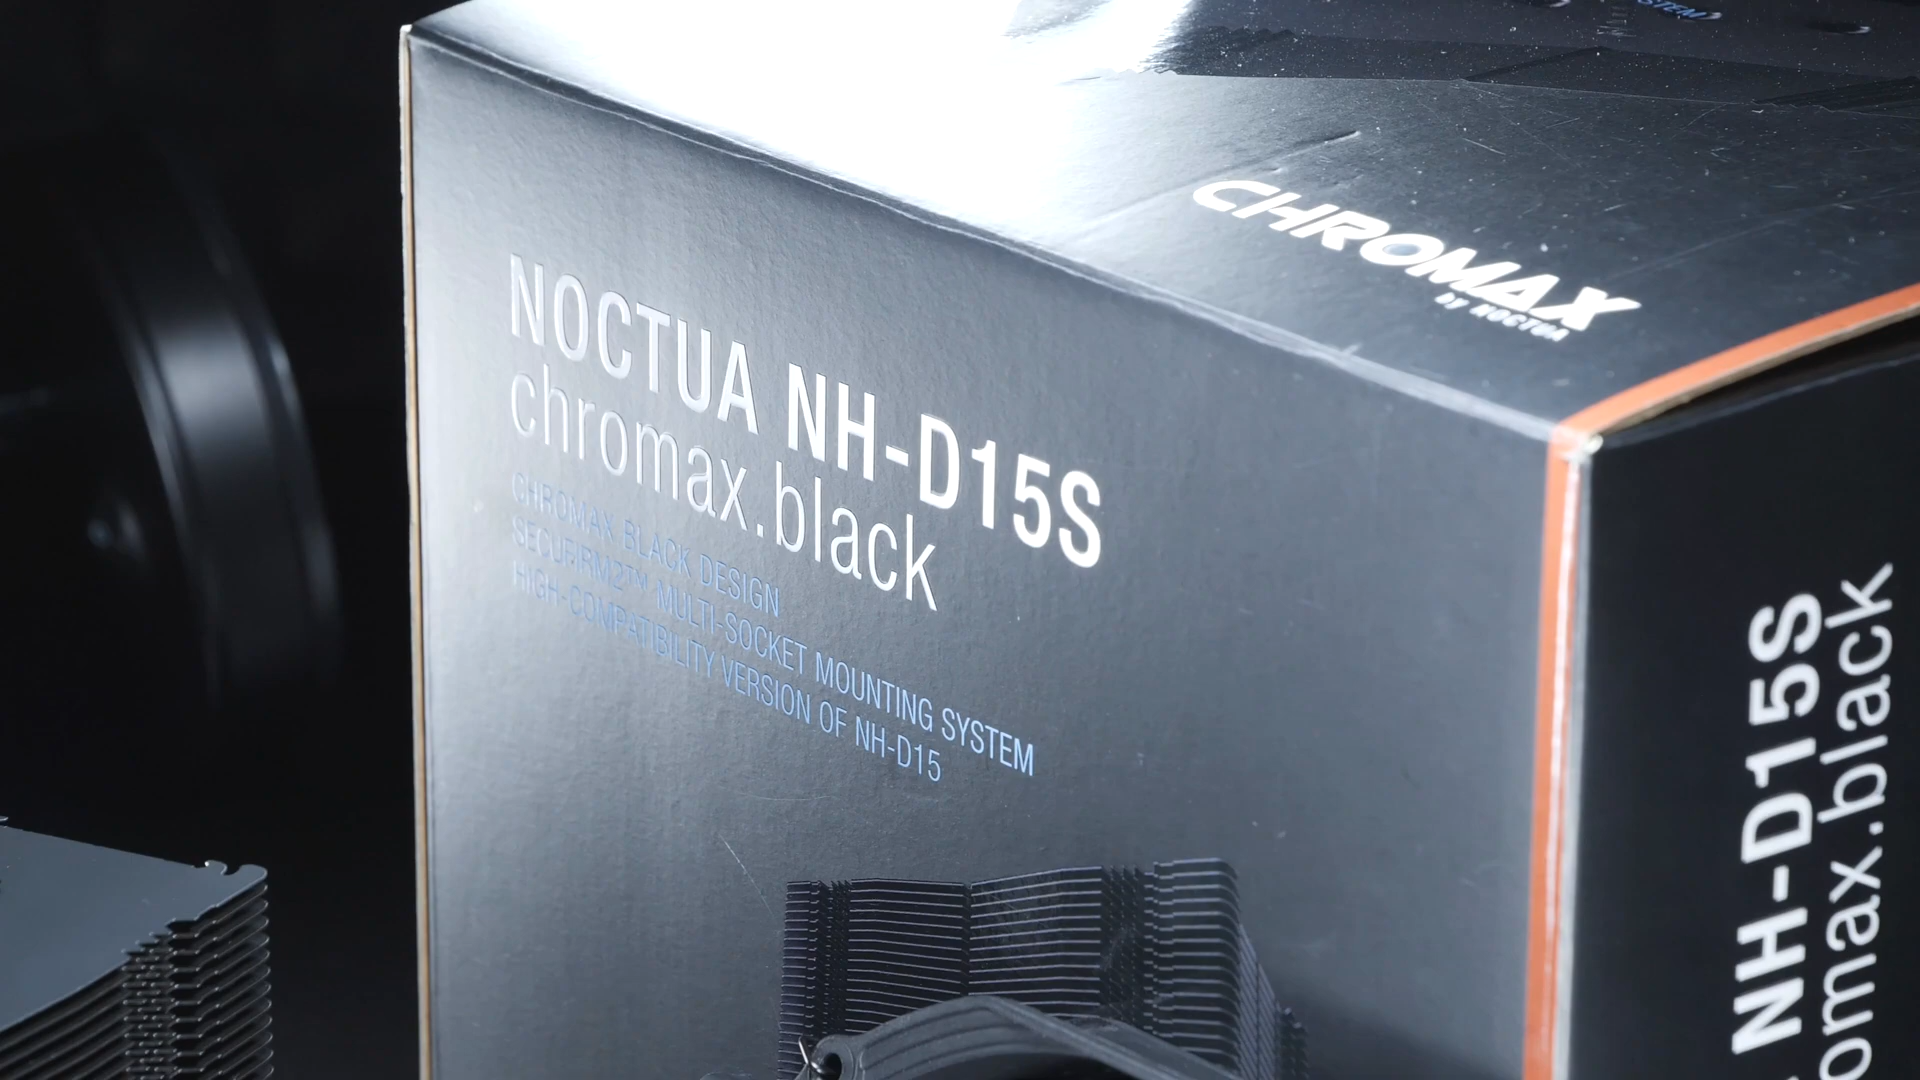 SYSTEM
CHROMAX
by NOCTUA
NOCTUA NH-D15S
chromax.black
CHROMAX BLACK DESIGN
SECUFIRM2™ MULTI-SOCKET MOUNTING SYSTEM
HIGH-COMPATIBILITY VERSION OF NH-D15
NH-D15S
omax.black